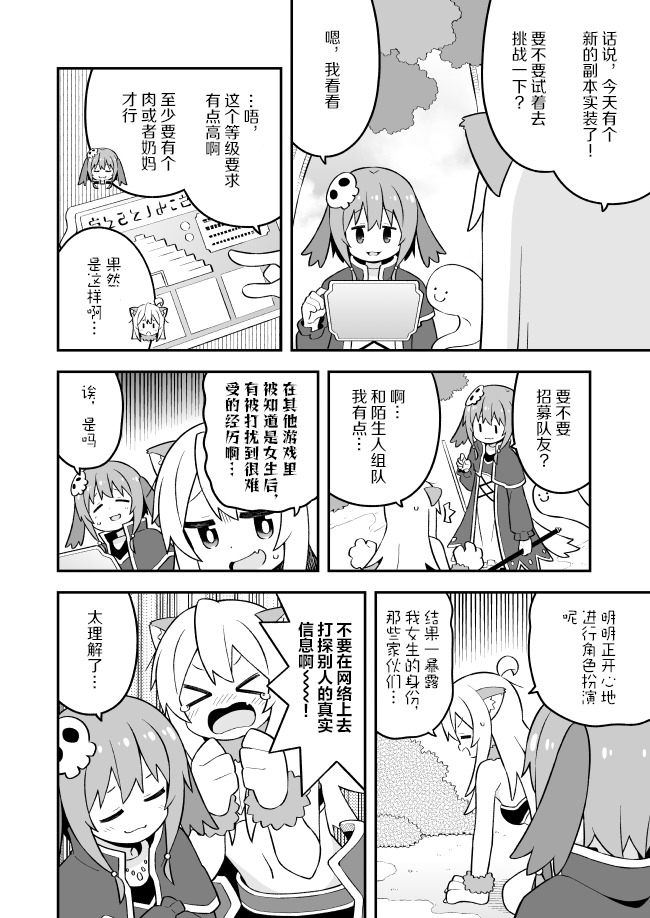 话说，今天有个
新的副本实装了！
要不要试着去
挑战一下？
嗯，我看看
…唔，
这个等级要求
有点高啊
至少要有个
肉或者奶妈
才行
果然
是这样啊…
要不要
招募队友？
啊…
和陌生人组队
我有点…
在其他游戏里
被知道是女生后，
有被打扰到很难
受的经历啊…
诶，是吗
明明正开心地
进行角色扮演
呢
结果一暴露
我女生的身份，
那些家伙们…
不要在网络上去
打探别人的真实
信息啊～～！
太理解了…